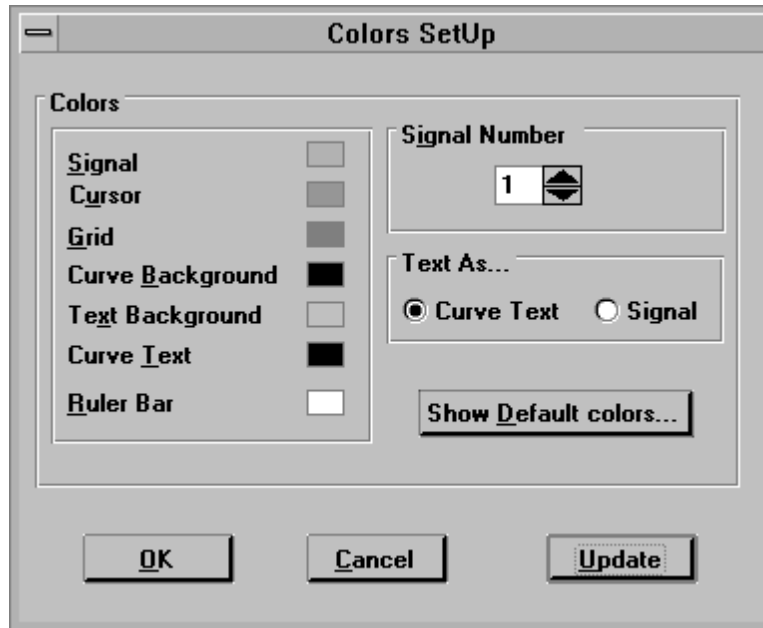 Colors SetUp
Colors
Signal
Cursor
Grid
Curve Background
Text Background
Curve Text
Ruler Bar
Signal Number
1
Text As...
Curve Text
Signal
Show Default colors...
OK
Cancel
Update